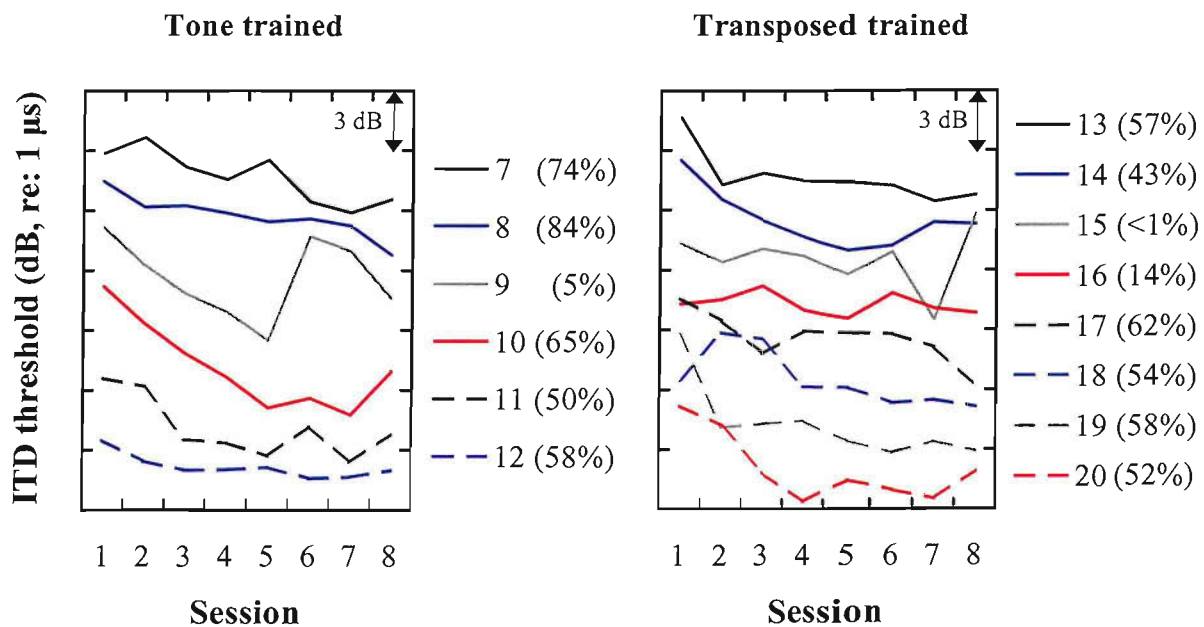 Tone trained
Transposed trained
ITD threshold (dB, re: 1 µs)
3 dB
7 (74%)
8 (84%)
9 (5%)
10 (65%)
11 (50%)
12 (58%)
3 dB
13 (57%)
14 (43%)
15 (<1%)
16 (14%)
17 (62%)
18 (54%)
19 (58%)
20 (52%)
1 2 3 4 5 6 7 8
1 2 3 4 5 6 7 8
Session
Session